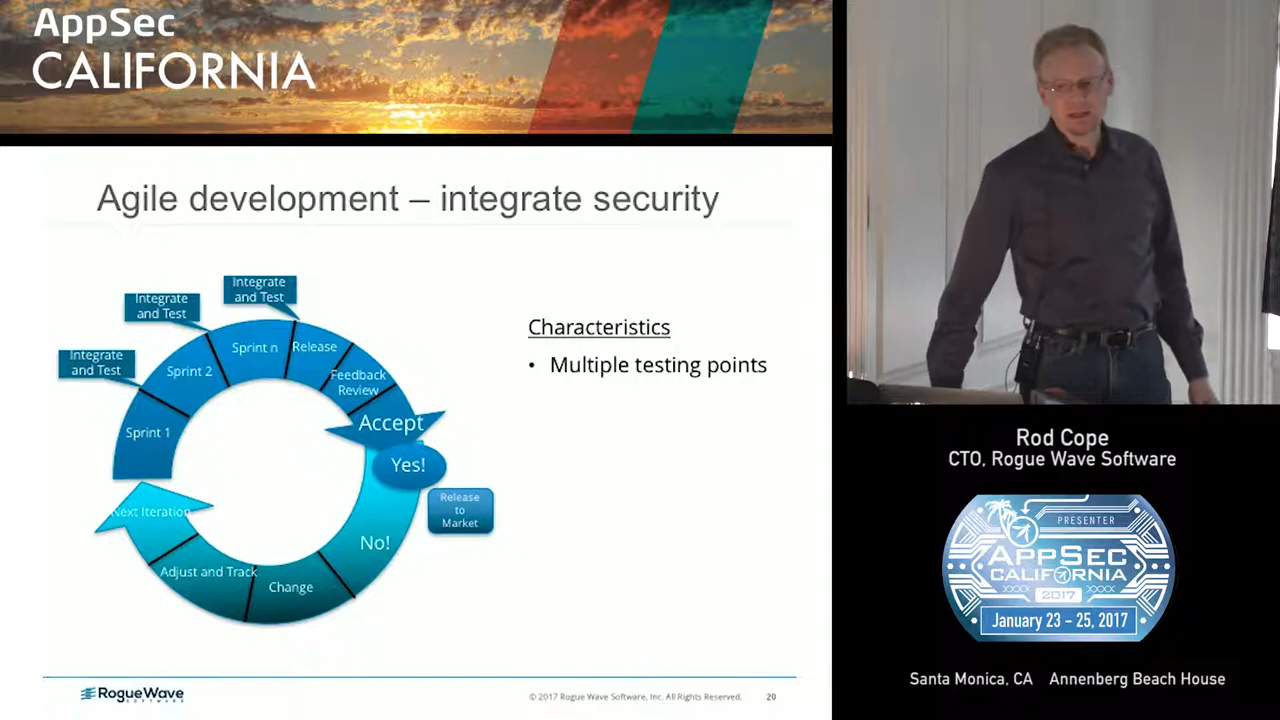 AppSec
CALIFORNIA
Agile development – integrate security
Integrate
and Test
Integrate
and Test
Integrate
and Test
Sprint 1
Sprint 2
Sprint n
Release
Feedback
Review
Accept
Yes!
Release
to
Market
No!
Change
Adjust and Track
Next Iteration
Characteristics
• Multiple testing points
RogueWave
SOFTWARE
© 2017 Rogue Wave Software, Inc. All Rights Reserved.
20
Rod Cope
CTO, Rogue Wave Software
PRESENTER
APPSEC
CALIFORNIA
XXXX 2017 XXXX
January 23 – 25, 2017
Santa Monica, CA Annenberg Beach House